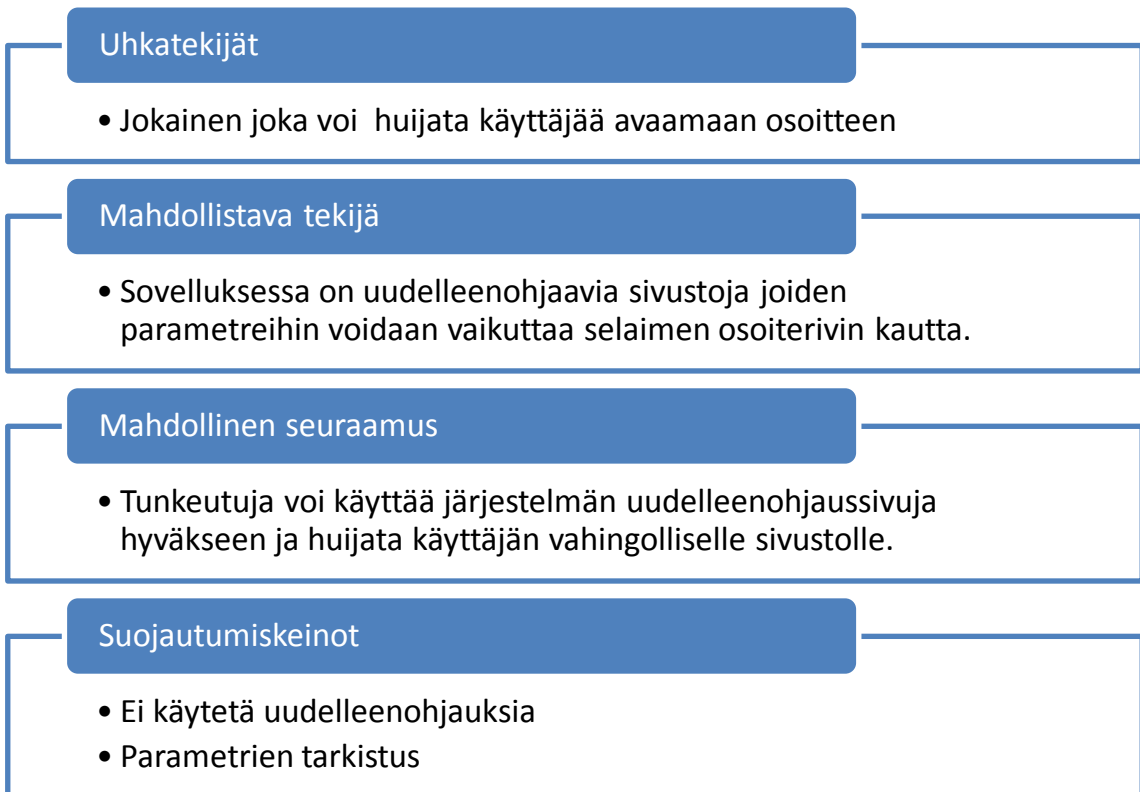 Uhkatekijät
• Jokainen joka voi  huijata käyttäjää avaamaan osoitteen
Mahdollistava tekijä
• Sovelluksessa on uudelleenohjaavia sivustoja joiden
parametreihin voidaan vaikuttaa selaimen osoiterivin kautta.
Mahdollinen seuraamus
• Tunkeutuja voi käyttää järjestelmän uudelleenohjaussivuja
hyväkseen ja huijata käyttäjän vahingolliselle sivustolle.
Suojautumiskeinot
• Ei käytetä uudelleenohjauksia
• Parametrien tarkistus